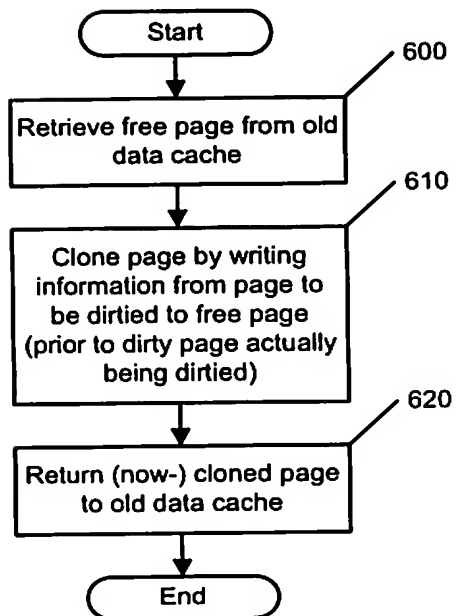 Start
600
Retrieve free page from old
data cache
610
Clone page by writing
information from page to
be dirtied to free page
(prior to dirty page actually
being dirtied)
620
Return (now-) cloned page
to old data cache
End